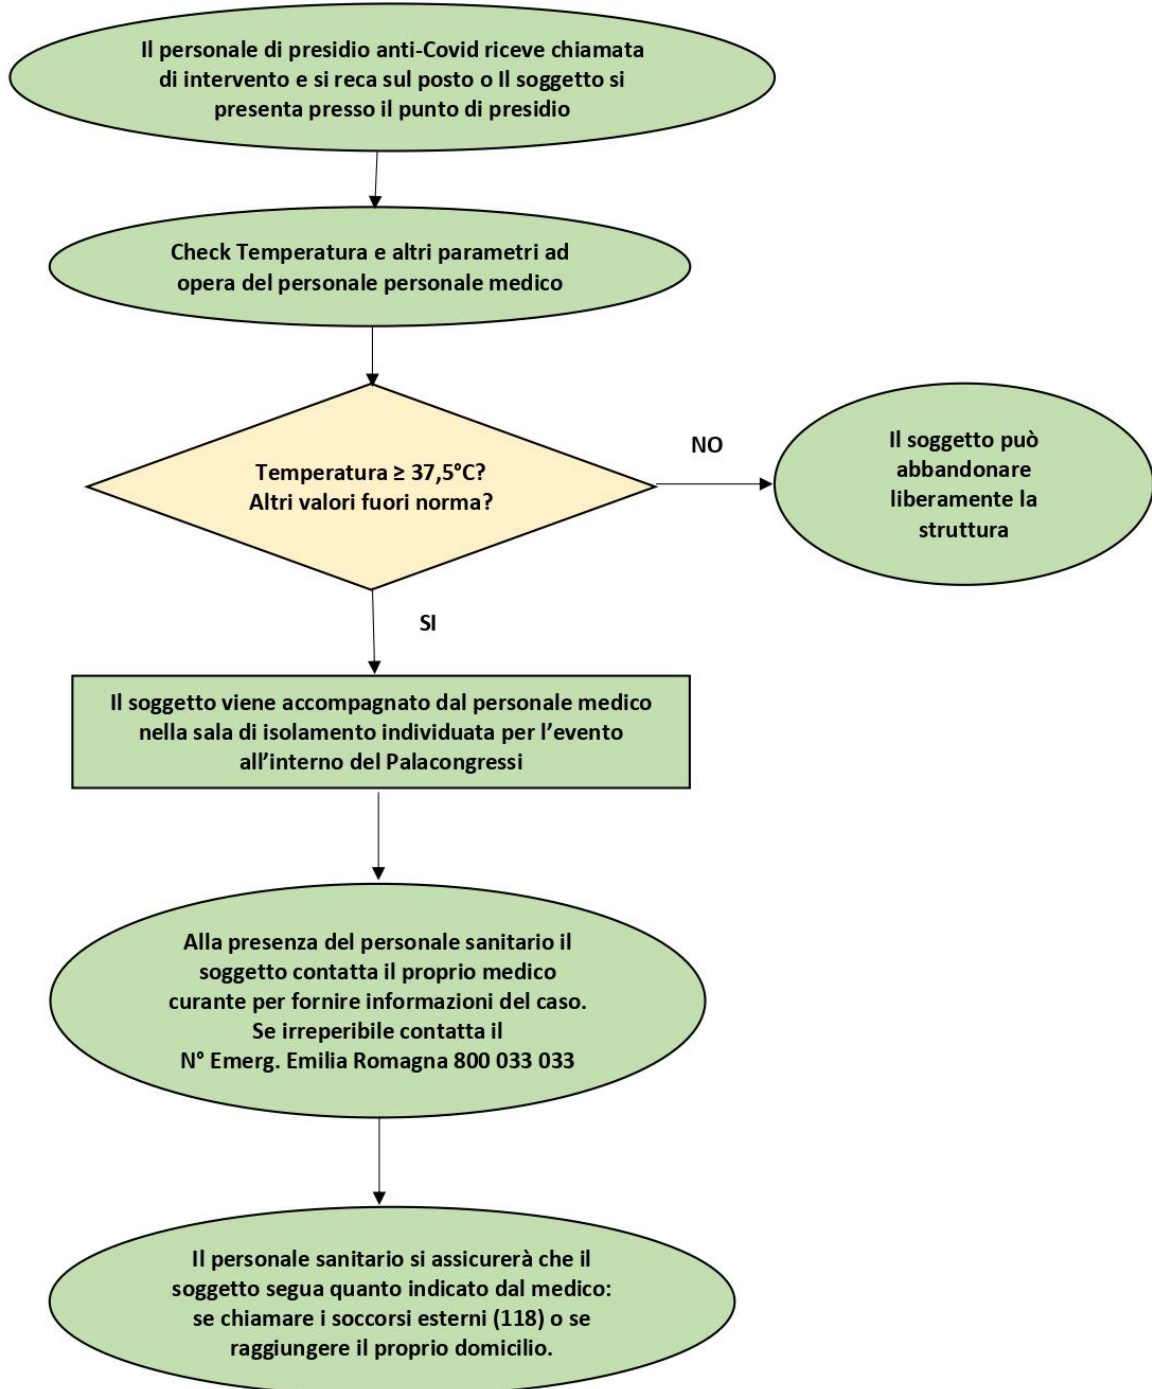 Il personale di presidio anti-Covid riceve chiamata
di intervento e si reca sul posto o Il soggetto si
presenta presso il punto di presidio
Check Temperatura e altri parametri ad
opera del personale personale medico
Temperatura ≥ 37,5°C?
Altri valori fuori norma?
NO
Il soggetto può
abbandonare
liberamente la
struttura
SI
Il soggetto viene accompagnato dal personale medico
nella sala di isolamento individuata per l’evento
all’interno del Palacongressi
Alla presenza del personale sanitario il
soggetto contatta il proprio medico
curante per fornire informazioni del caso.
Se irreperibile contatta il
N° Emerg. Emilia Romagna 800 033 033
Il personale sanitario si assicurerà che il
soggetto segua quanto indicato dal medico:
se chiamare i soccorsi esterni (118) o se
raggiungere il proprio domicilio.